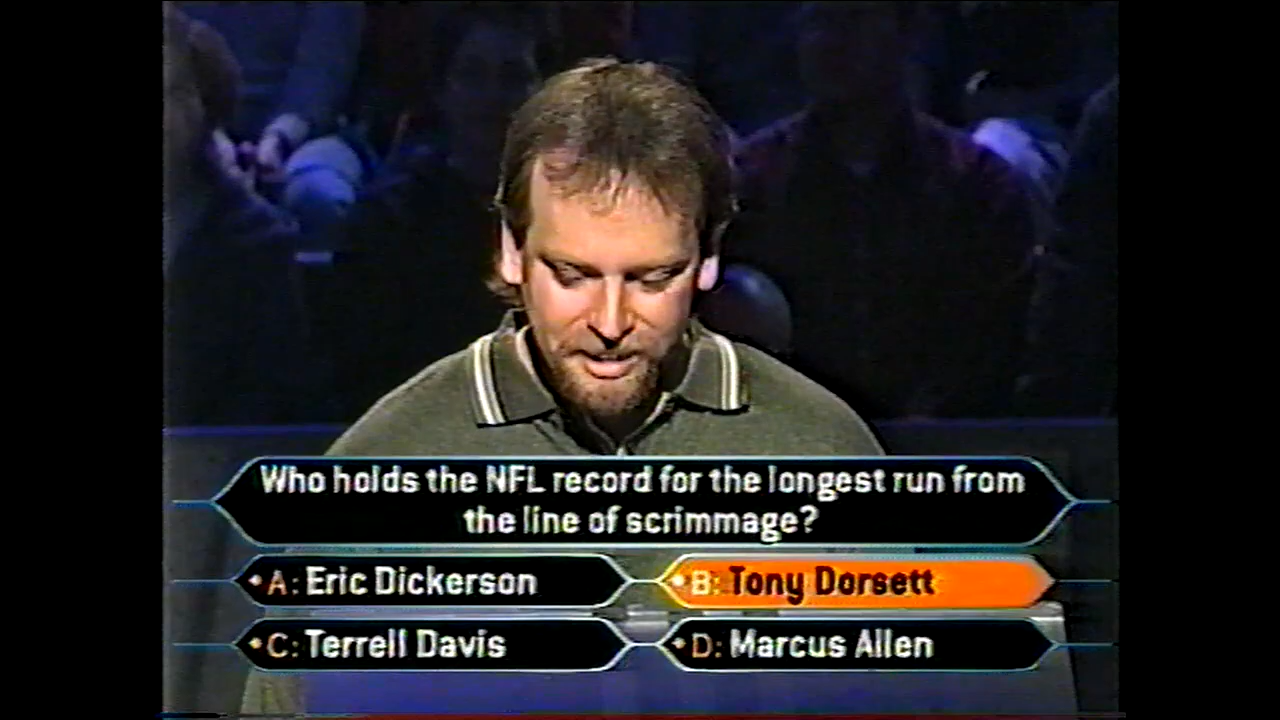 Who holds the NFL record for the longest run from
the line of scrimmage?
A: Eric Dickerson
B: Tony Dorsett
C: Terrell Davis
D: Marcus Allen